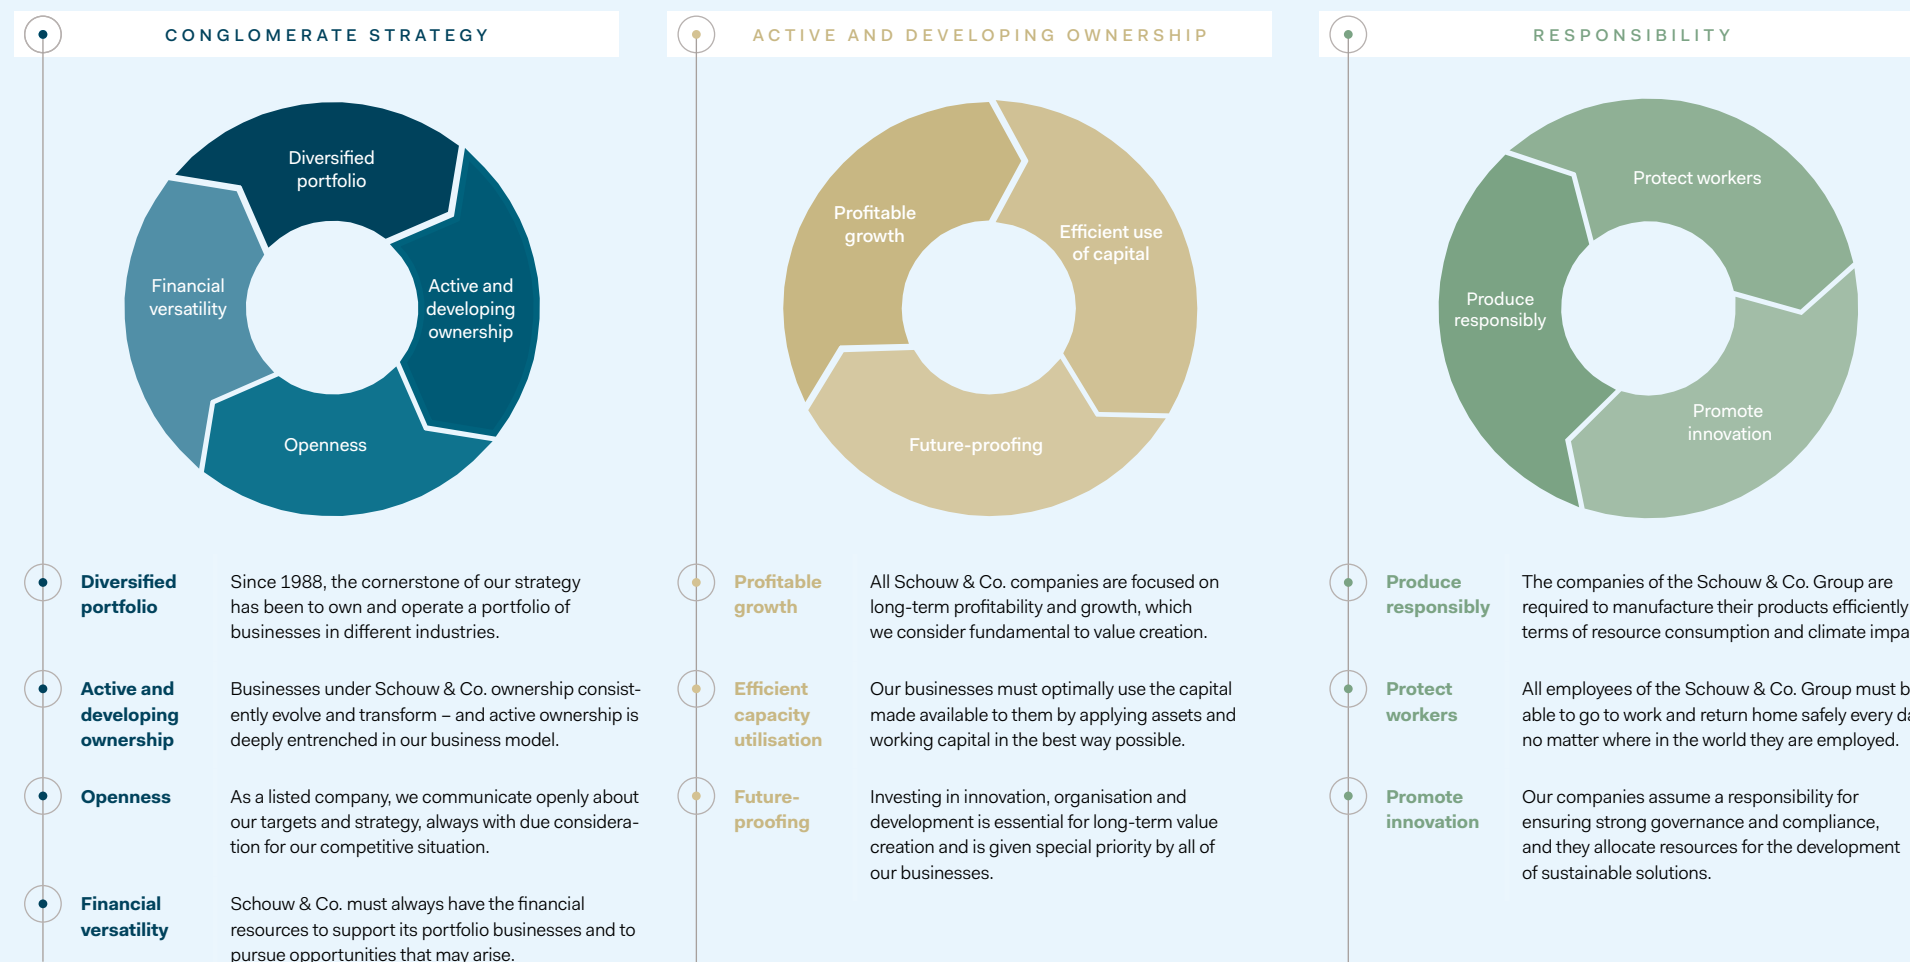 CONGLOMERATE STRATEGY
Diversified
portfolio
Active and
developing
ownership
Openness
Financial
versatility
Diversified
portfolio
Since 1988, the cornerstone of our strategy
has been to own and operate a portfolio of
businesses in different industries.
Active and
developing
ownership
Businesses under Schouw & Co. ownership consist-
ently evolve and transform – and active ownership is
deeply entrenched in our business model.
Openness
As a listed company, we communicate openly about
our targets and strategy, always with due considera-
tion for our competitive situation.
Financial
versatility
Schouw & Co. must always have the financial
resources to support its portfolio businesses and to
pursue opportunities that may arise.
ACTIVE AND DEVELOPING OWNERSHIP
Profitable
growth
Efficient use
of capital
Future-proofing
Profitable
growth
All Schouw & Co. companies are focused on
long-term profitability and growth, which
we consider fundamental to value creation.
Efficient
capacity
utilisation
Our businesses must optimally use the capital
made available to them by applying assets and
working capital in the best way possible.
Future-
proofing
Investing in innovation, organisation and
development is essential for long-term value
creation and is given special priority by all of
our businesses.
RESPONSIBILITY
Protect workers
Produce
responsibly
Promote
innovation
Produce
responsibly
The companies of the Schouw & Co. Group are
required to manufacture their products efficiently
terms of resource consumption and climate
Protect
workers
All employees of the Schouw & Co. Group must
able to go to work and return home safely every
no matter where in the world they are employed.
Promote
innovation
Our companies assume a responsibility for
ensuring strong governance and compliance,
and they allocate resources for the development
of sustainable solutions.